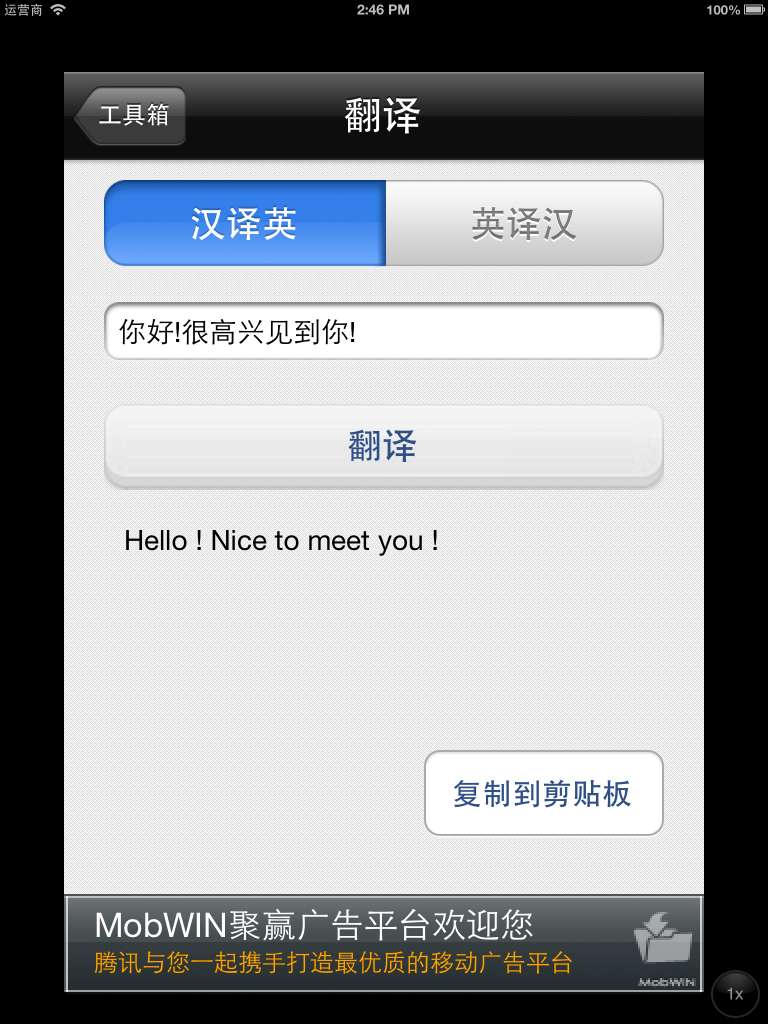 运营商 2:46 PM 100%
工具箱 翻译
汉译英 英译汉
你好!很高兴见到你!
翻译
Hello ! Nice to meet you !
复制到剪贴板
MobWIN聚赢广告平台欢迎您
腾讯与您一起携手打造最优质的移动广告平台
MobWIN
1x